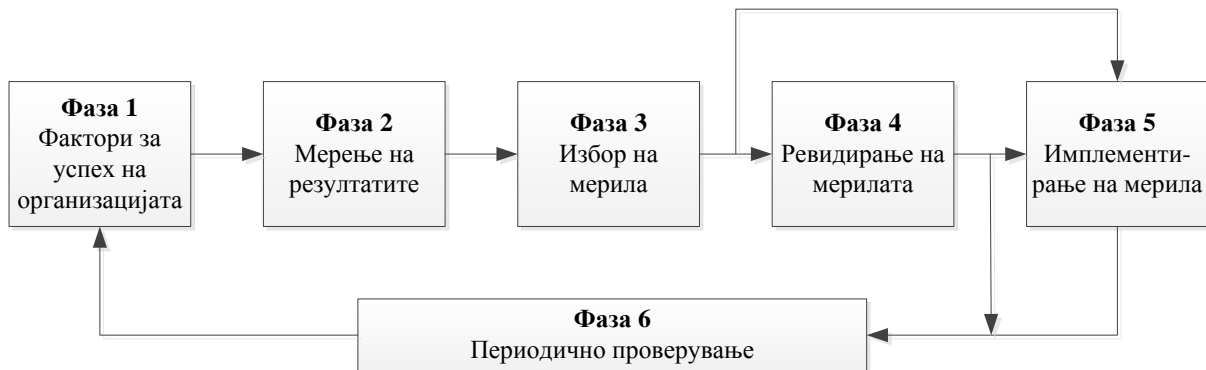 Фаза 1
Фактори за
успех на
организацијата
Фаза 2
Мерење на
резултатите
Фаза 3
Избор на
мерила
Фаза 4
Ревидирање на
мерилата
Фаза 5
Имплементи-
рање на мерила
Фаза 6
Периодично проверување